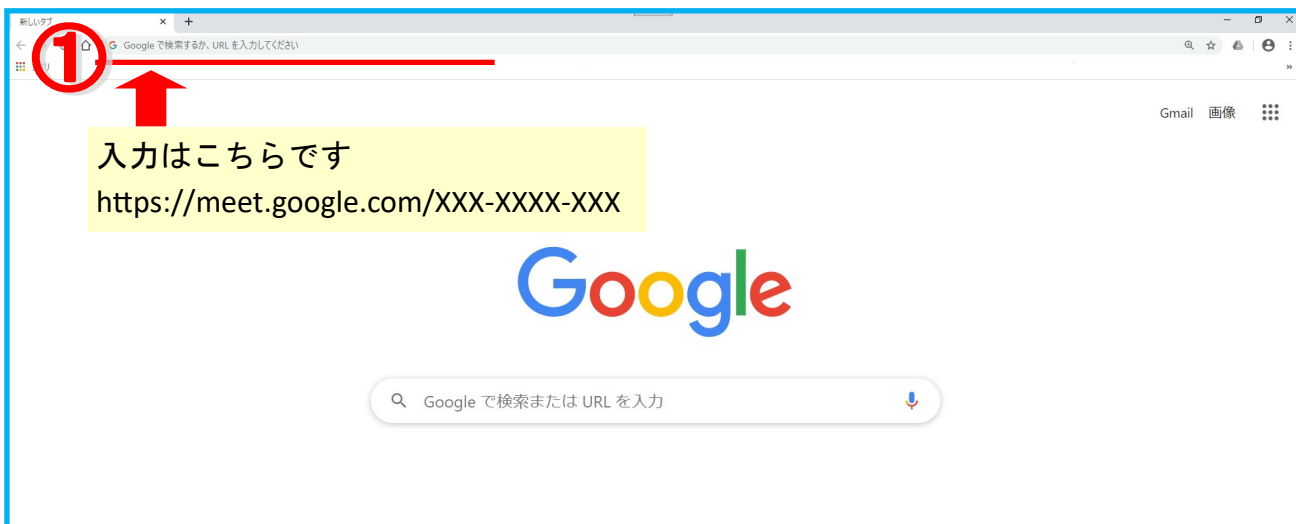 新しいタブ
①
Google で検索するか、URL を入力してください
Gmail 画像
入力はこちらです
https://meet.google.com/XXX-XXXX-XXX
Google
Google で検索または URL を入力